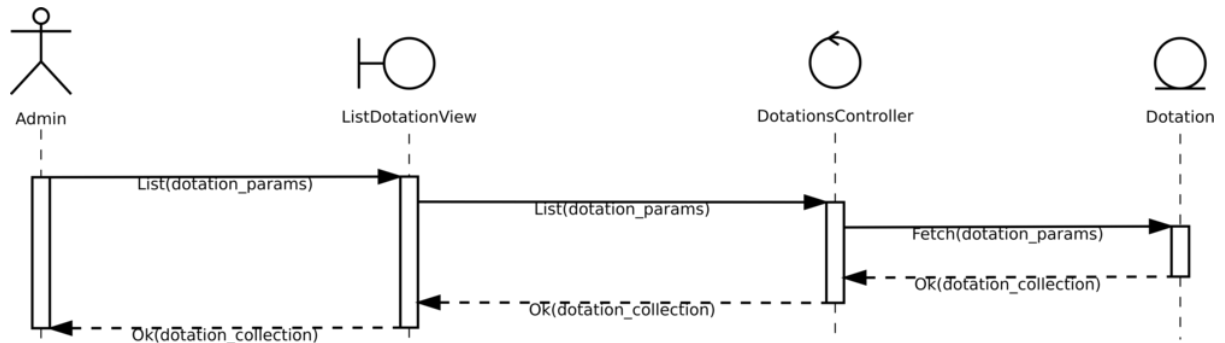 Admin
ListDotationView
DotationsController
Dotation
List(dotation_params)
List(dotation_params)
Fetch(dotation_params)
Ok(dotation_collection)
Ok(dotation_collection)
Ok(dotation_collection)